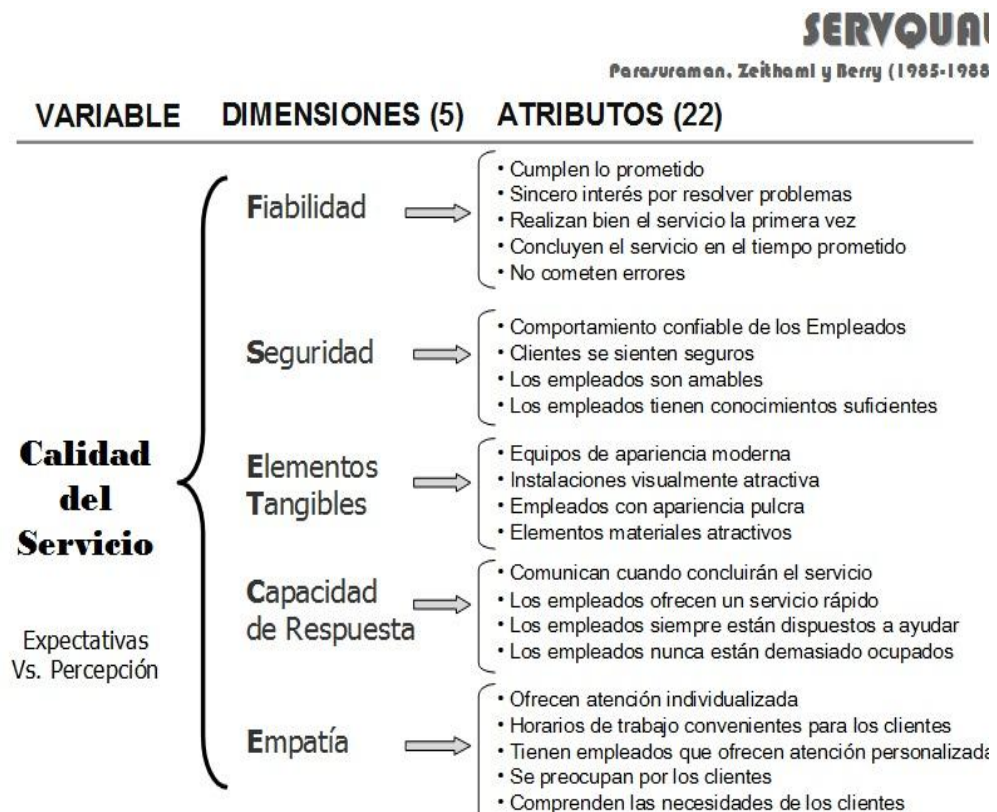 SERVQUAL
Parasuraman, Zeithaml y Berry (1985-1988
VARIABLE DIMENSIONES (5) ATRIBUTOS (22)
Calidad
del
Servicio
Expectativas
Vs. Percepción
Fiabilidad
• Cumplen lo prometido
• Sincero interés por resolver problemas
• Realizan bien el servicio la primera vez
• Concluyen el servicio en el tiempo prometido
• No cometen errores
Seguridad
• Comportamiento confiable de los Empleados
• Clientes se sienten seguros
• Los empleados son amables
• Los empleados tienen conocimientos suficientes
Elementos
Tangibles
• Equipos de apariencia moderna
• Instalaciones visualmente atractiva
• Empleados con apariencia pulcra
• Elementos materiales atractivos
Capacidad
de Respuesta
• Comunican cuando concluirán el servicio
• Los empleados ofrecen un servicio rápido
• Los empleados siempre están dispuestos a ayudar
• Los empleados nunca están demasiado ocupados
Empatía
• Ofrecen atención individualizada
• Horarios de trabajo convenientes para los clientes
• Tienen empleados que ofrecen atención personalizada
• Se preocupan por los clientes
• Comprenden las necesidades de los clientes